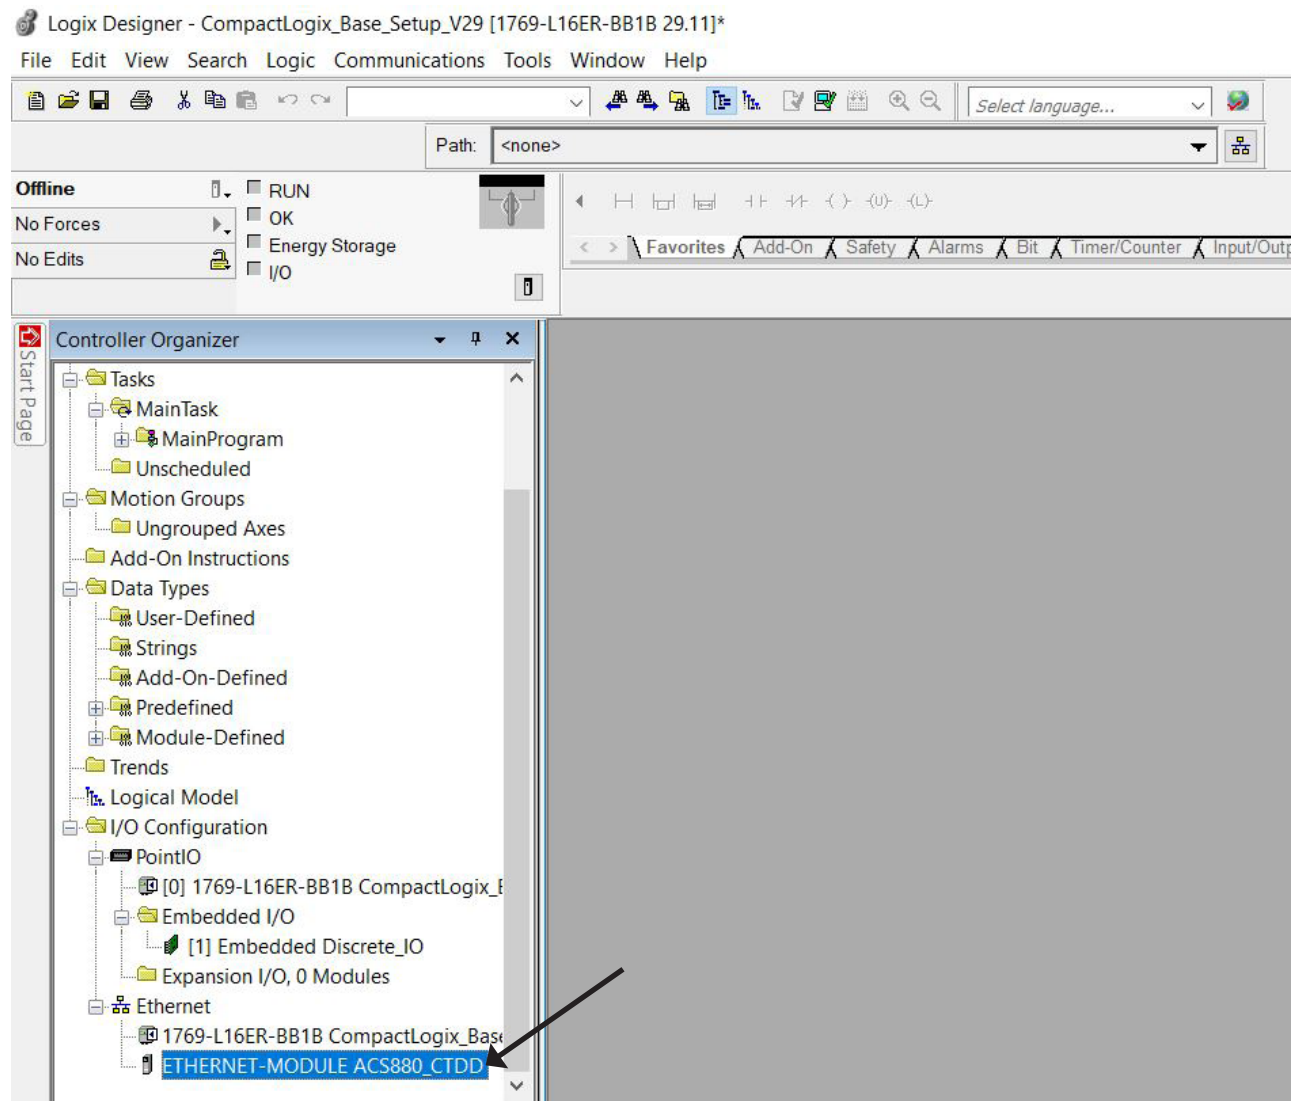 Logix Designer - CompactLogix_Base_Setup_V29 [1769-L16ER-BB1B 29.11]*
File Edit View Search Logic Communications Tools Window Help
Select language...
Path: <none>
Offline
RUN
No Forces
OK
Energy Storage
No Edits
I/O
Favorites Add-On Safety Alarms Bit Timer/Counter Input/Outp
Start Page
Controller Organizer
Tasks
MainTask
MainProgram
Unscheduled
Motion Groups
Ungrouped Axes
Add-On Instructions
Data Types
User-Defined
Strings
Add-On-Defined
Predefined
Module-Defined
Trends
Logical Model
I/O Configuration
PointIO
[0] 1769-L16ER-BB1B CompactLogix_B
Embedded I/O
[1] Embedded Discrete_IO
Expansion I/O, 0 Modules
Ethernet
1769-L16ER-BB1B CompactLogix_Base
ETHERNET-MODULE ACS880_CTDD